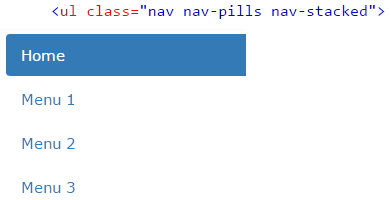 <ul class="nav nav-pills nav-stacked">
Home
Menu 1
Menu 2
Menu 3